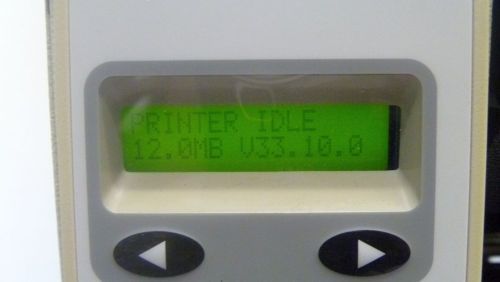 PRINTER IDLE
12.0MB V33.10.0